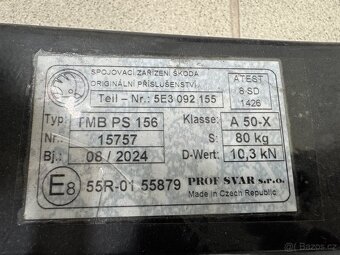 SPOJOVACÍ ZAŘÍZENÍ ŠKODA
ORIGINÁLNÍ PŘÍSLUŠENSTVÍ
Teil - Nr.: 5E3 092 155
ATEST
8 SD
1426
Typ: TMB PS 156 Klasse: A 50-X
Nr.: 15757 S: 80 kg
Bj.: 08 / 2024 D-Wert: 10,3 kN
E8 55R-01 55879 PROF SVAR s.r.o.
Made in Czech Republic
bazoš.cz